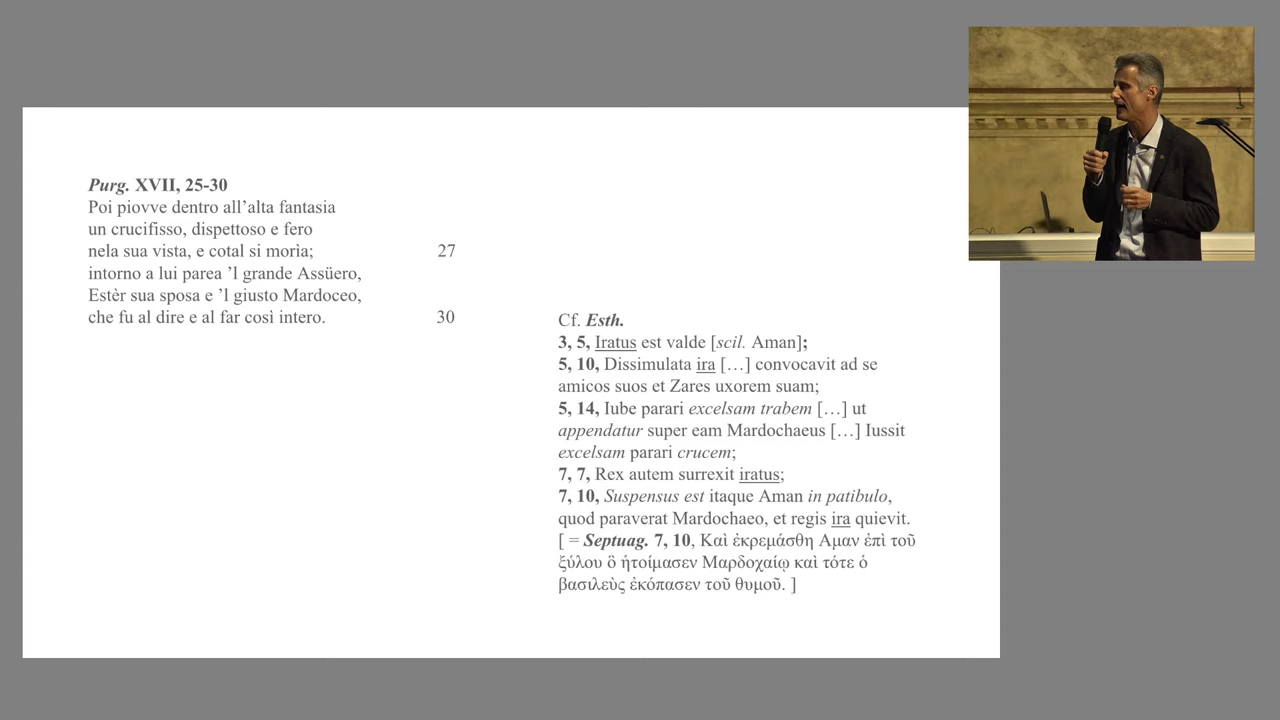 Purg. XVII, 25-30
Poi piovve dentro all’alta fantasia
un crucifisso, dispettoso e fero
nela sua vista, e cotal si morìa; 27
intorno a lui parea ’l grande Assüero,
Estèr sua sposa e ’l giusto Mardoceo,
che fu al dire e al far così intero. 30
Cf. Esth.
3, 5, Iratus est valde [scil. Aman];
5, 10, Dissimulata ira […] convocavit ad se
amicos suos et Zares uxorem suam;
5, 14, Iube parari excelsam trabem […] ut
appendatur super eam Mardochaeus […] Iussit
excelsam parari crucem;
7, 7, Rex autem surrexit iratus;
7, 10, Suspensus est itaque Aman in patibulo,
quod paraverat Mardochaeo, et regis ira quievit.
[ = Septuag. 7, 10, Καὶ ἐκρεμάσθη Αμαν ἐπὶ τοῦ
ξύλου ὃ ἡτοίμασεν Μαρδοχαίῳ καὶ τότε ὁ
βασιλεὺς ἐκόπασεν τοῦ θυμοῦ. ]